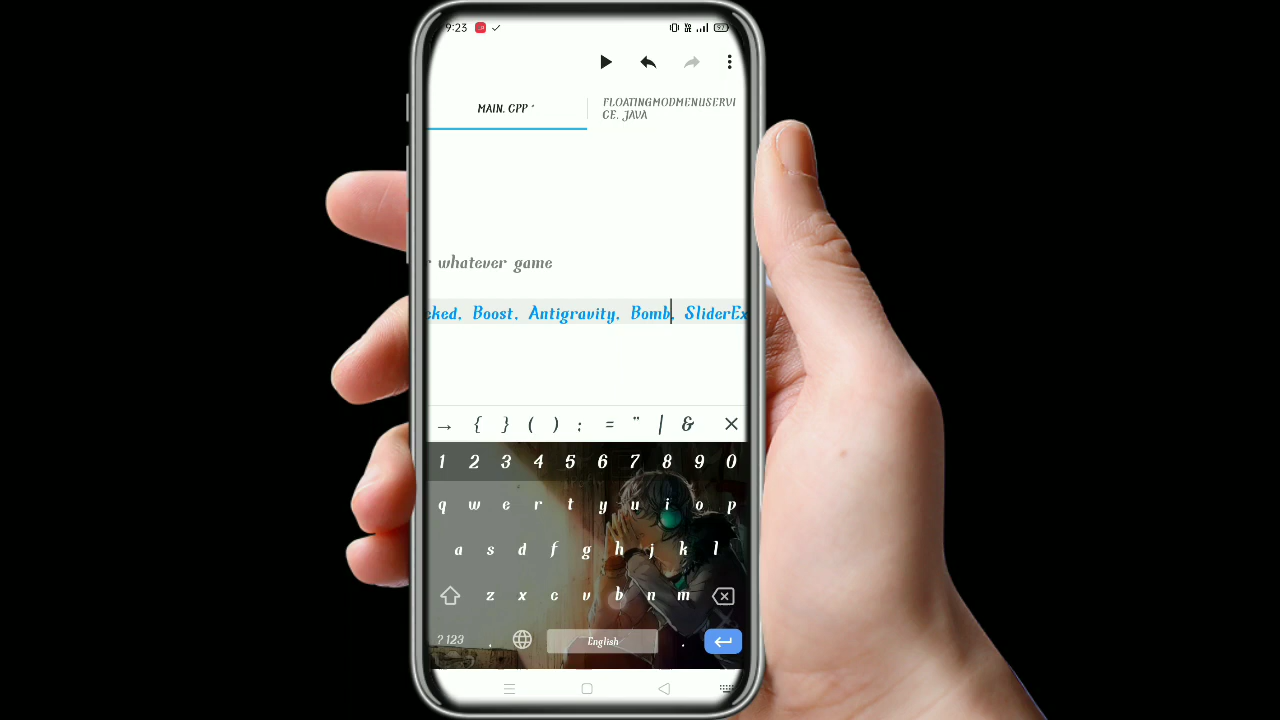 9:23
MAIN.CPP *
FLOATINGMODMENUSERVI
CE.JAVA
whatever game
cked, Boost, Antigravity, Bomb, SliderEx
→ { } ( ) : = " | &
1 2 3 4 5 6 7 8 9 0
q w e r t y u i o p
a s d f g h j k l
z x c v b n m
?123 , English .